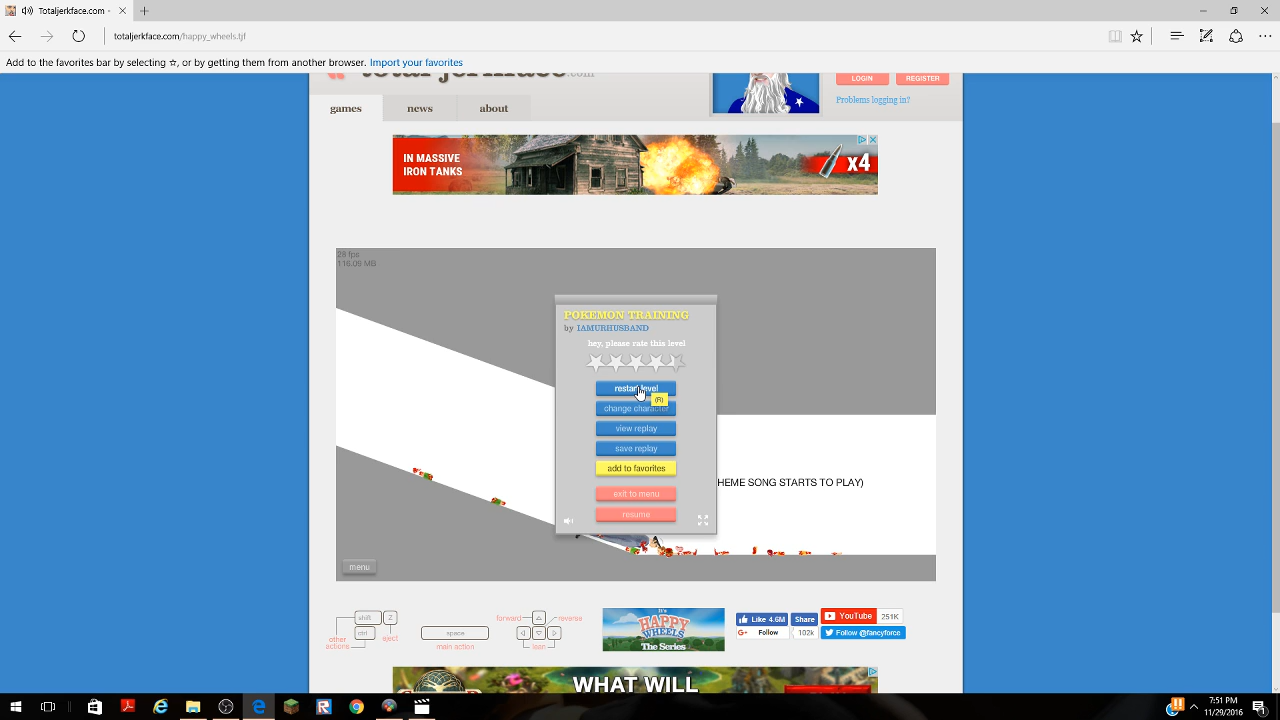 Totaljerkface.com -
totaljerkface.com/happy_wheels.tjf
Add to the favorites bar by selecting ☆, or by getting them from another browser. Import your favorites
totaljerkface.com
LOGIN REGISTER
Problems logging in?
games news about
IN MASSIVE
IRON TANKS
x4
28 fps
116.09 MB
POKEMON TRAINING
by IAMURHUSBAND
hey, please rate this level
restart level
(R)
change character
view replay
save replay
add to favorites
exit to menu
resume
HEME SONG STARTS TO PLAY)
menu
shift Z
ctrl eject
other
actions
space
main action
forward reverse
lean
IT'S
HAPPY
WHEELS
The Series
Like 4.6M Share
YouTube 251K
Follow 102k
Follow @fancyforce
WHAT WILL
7:51 PM
11/29/2016